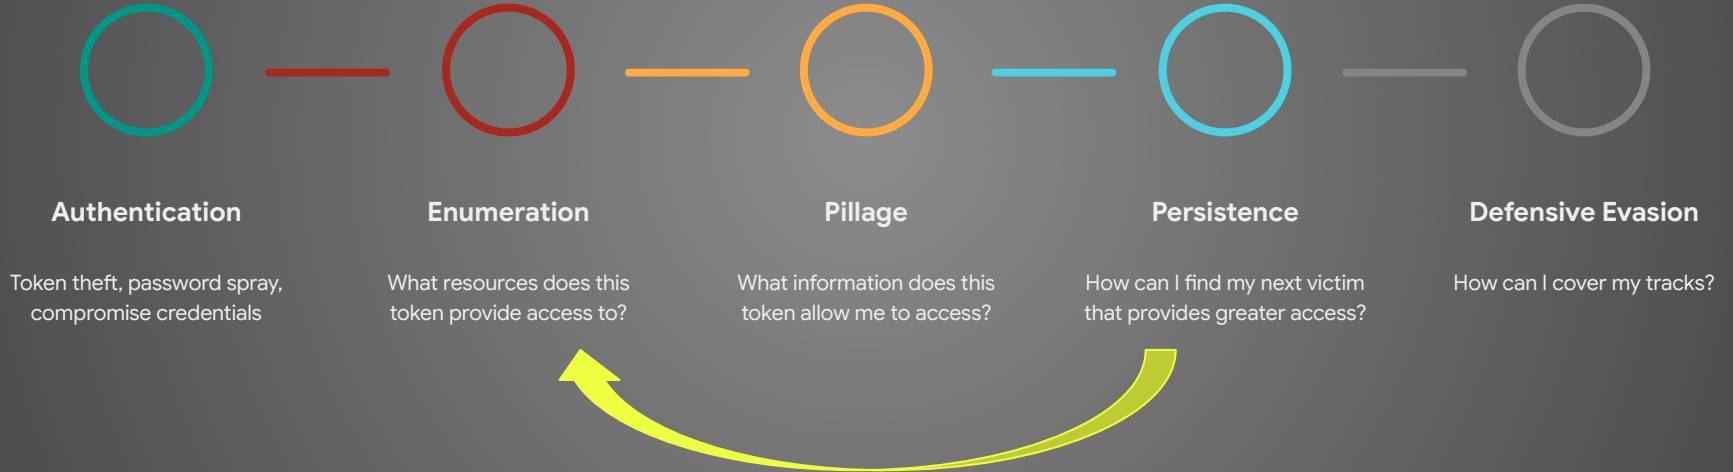 Authentication
Token theft, password spray,
compromise credentials
Enumeration
What resources does this
token provide access to?
Pillage
What information does this
token allow me to access?
Persistence
How can I find my next victim
that provides greater access?
Defensive Evasion
How can I cover my tracks?